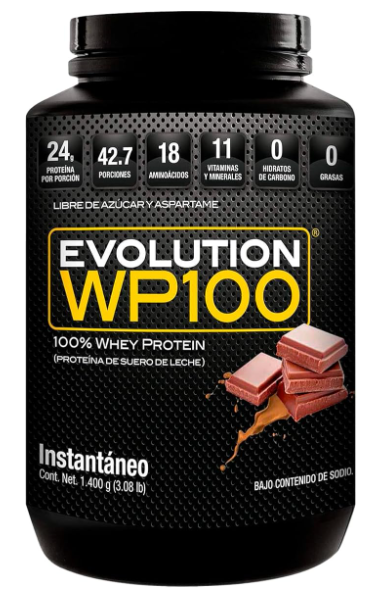 24g
PROTEÍNA
POR PORCIÓN
42.7
PORCIONES
18
AMINOÁCIDOS
11
VITAMINAS
Y MINERALES
0
HIDRATOS
DE CARBONO
0
GRASAS
LIBRE DE AZÚCAR Y ASPARTAME
EVOLUTION®
WP100
100% WHEY PROTEIN
(PROTEÍNA DE SUERO DE LECHE)
Instantáneo
Cont. Net. 1.400 g (3.08 lb)
BAJO CONTENIDO DE SODIO.